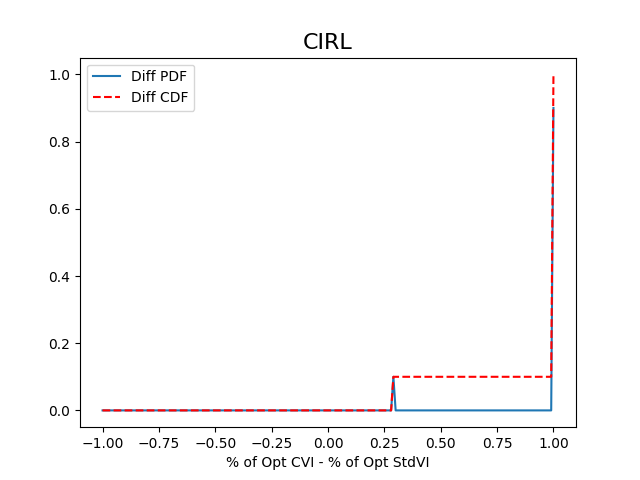 CIRL
Diff PDF
Diff CDF
1.0
0.8
0.6
0.4
0.2
0.0
−1.00 −0.75 −0.50 −0.25 0.00 0.25 0.50 0.75 1.00
% of Opt CVI - % of Opt StdVI